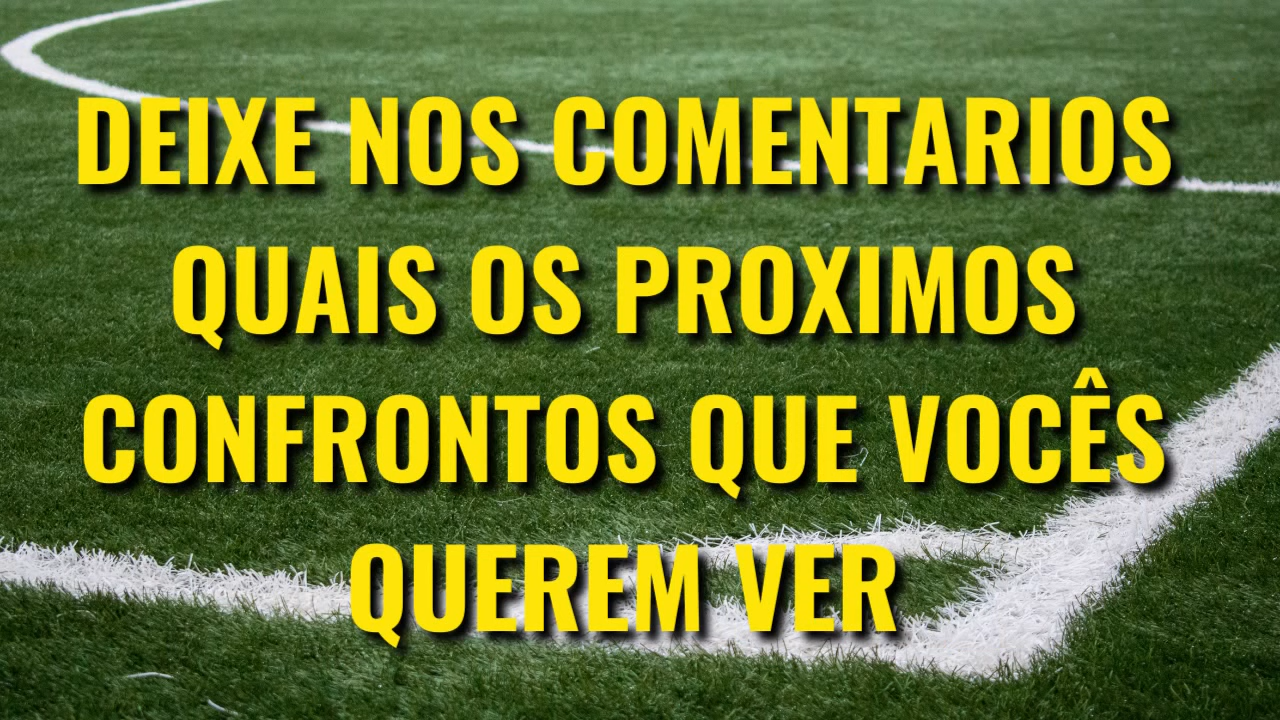 DEIXE NOS COMENTARIOS
QUAIS OS PROXIMOS
CONFRONTOS QUE VOCÊS
QUEREM VER